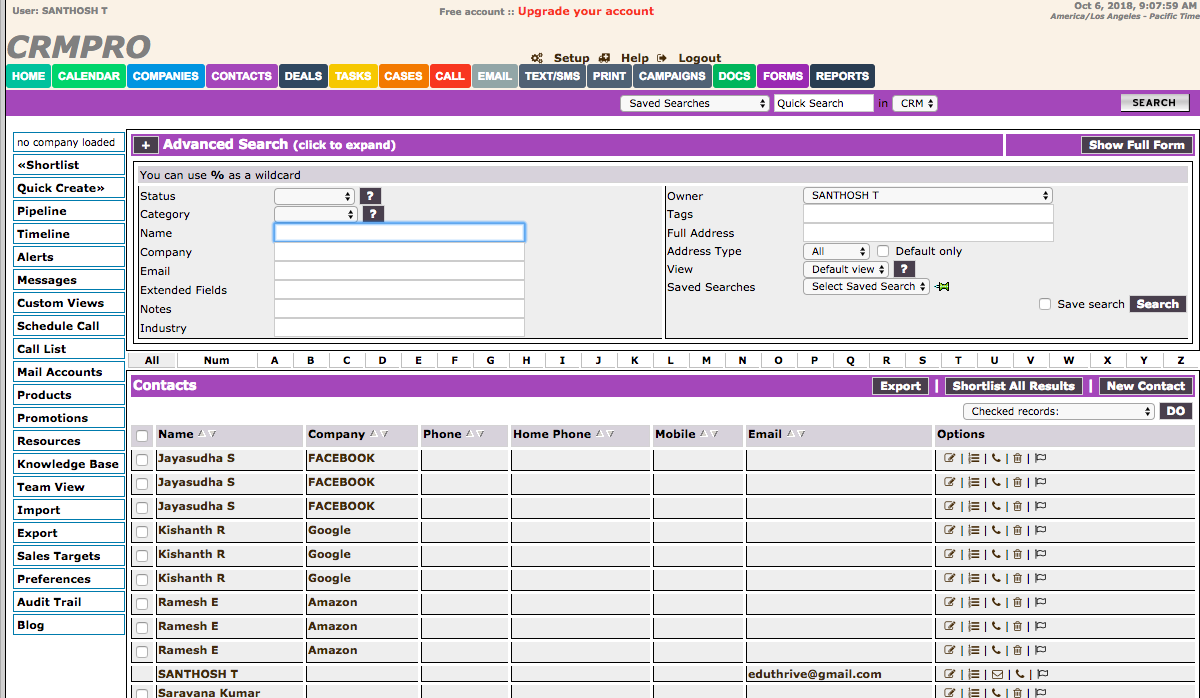 User: SANTHOSH T
Free account :: Upgrade your account
Oct 6, 2018, 9:07:59 AM
America/Los Angeles - Pacific Time
CRMPRO
Setup Help Logout
HOME CALENDAR COMPANIES CONTACTS DEALS TASKS CASES CALL EMAIL TEXT/SMS PRINT CAMPAIGNS DOCS FORMS REPORTS
Saved Searches Quick Search in CRM SEARCH
no company loaded
«Shortlist
Quick Create»
Pipeline
Timeline
Alerts
Messages
Custom Views
Schedule Call
Call List
Mail Accounts
Products
Promotions
Resources
Knowledge Base
Team View
Import
Export
Sales Targets
Preferences
Audit Trail
Blog
+ Advanced Search (click to expand) Show Full Form
You can use % as a wildcard
Status ?
Category ?
Name
Company
Email
Extended Fields
Notes
Industry
Owner SANTHOSH T
Tags
Full Address
Address Type All Default only
View Default view ?
Saved Searches Select Saved Search
Save search Search
All Num A B C D E F G H I J K L M N O P Q R S T U V W X Y Z
Contacts Export | Shortlist All Results | New Contact
Checked records: DO
Name Company Phone Home Phone Mobile Email Options
Jayasudha S FACEBOOK | | | |
Jayasudha S FACEBOOK | | | |
Jayasudha S FACEBOOK | | | |
Kishanth R Google | | | |
Kishanth R Google | | | |
Kishanth R Google | | | |
Ramesh E Amazon | | | |
Ramesh E Amazon | | | |
Ramesh E Amazon | | | |
SANTHOSH T eduthrive@gmail.com | | | |
Saravana Kumar | | | |